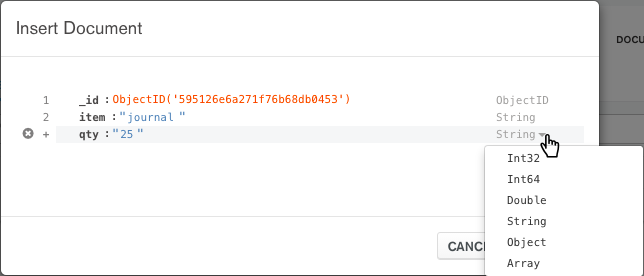 Insert Document
DOCU
1 _id : ObjectID('595126e6a271f76b68db0453') ObjectID
2 item : "journal " String
+ qty : "25 " String
Int32
Int64
Double
String
Object
Array
CANC